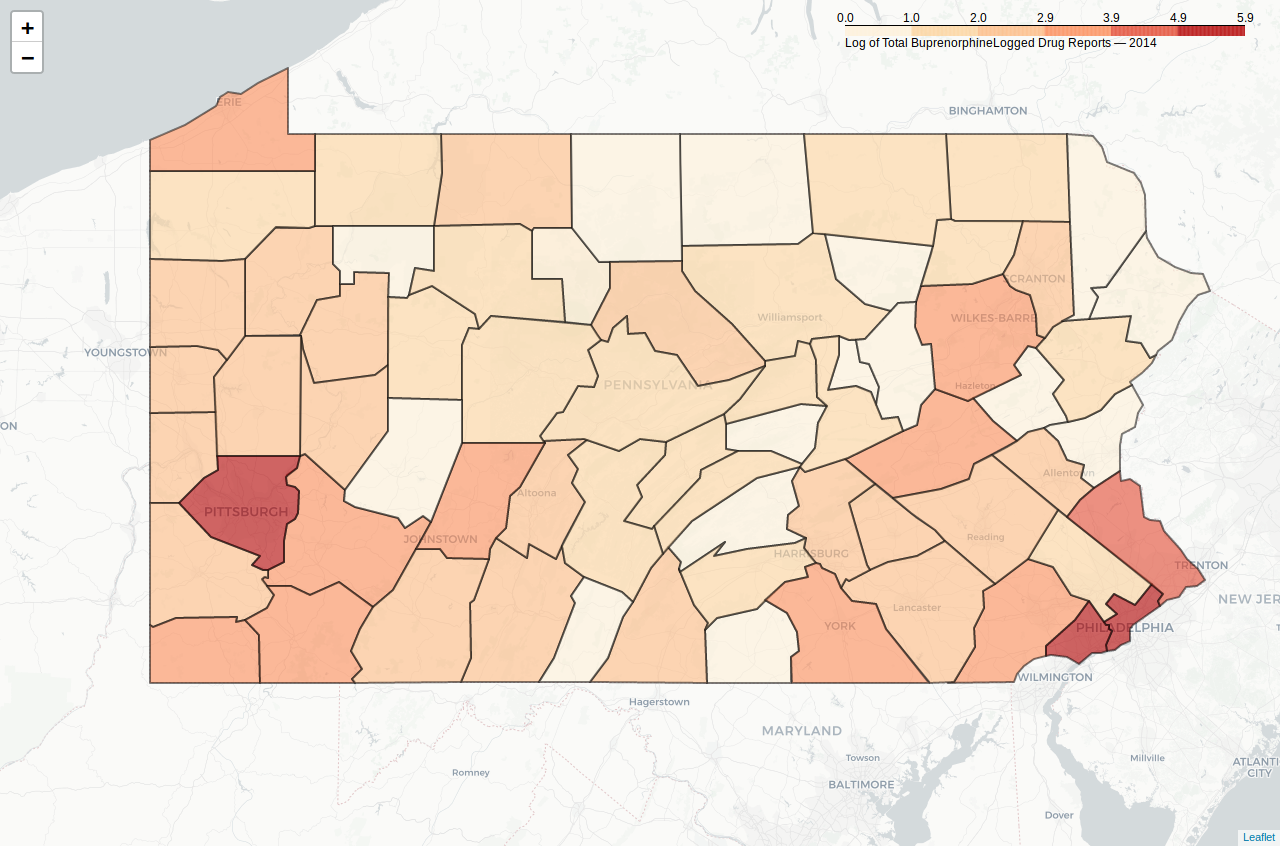 +
−
0.0 1.0 2.0 2.9 3.9 4.9 5.9
Log of Total BuprenorphineLogged Drug Reports — 2014
ERIE
BINGHAMTON
SCRANTON
Williamsport
WILKES-BARRE
YOUNGSTOWN
PENNSYLVANIA
Hazleton
ON
Allentown
Altoona
PITTSBURGH
JOHNSTOWN
Reading
HARRISBURG
TRENTON
NEW JER
Lancaster
YORK
PHILADELPHIA
WILMINGTON
Hagerstown
MARYLAND
Towson
Millville
ATLANTI
CITY
Romney
BALTIMORE
Dover
Leaflet